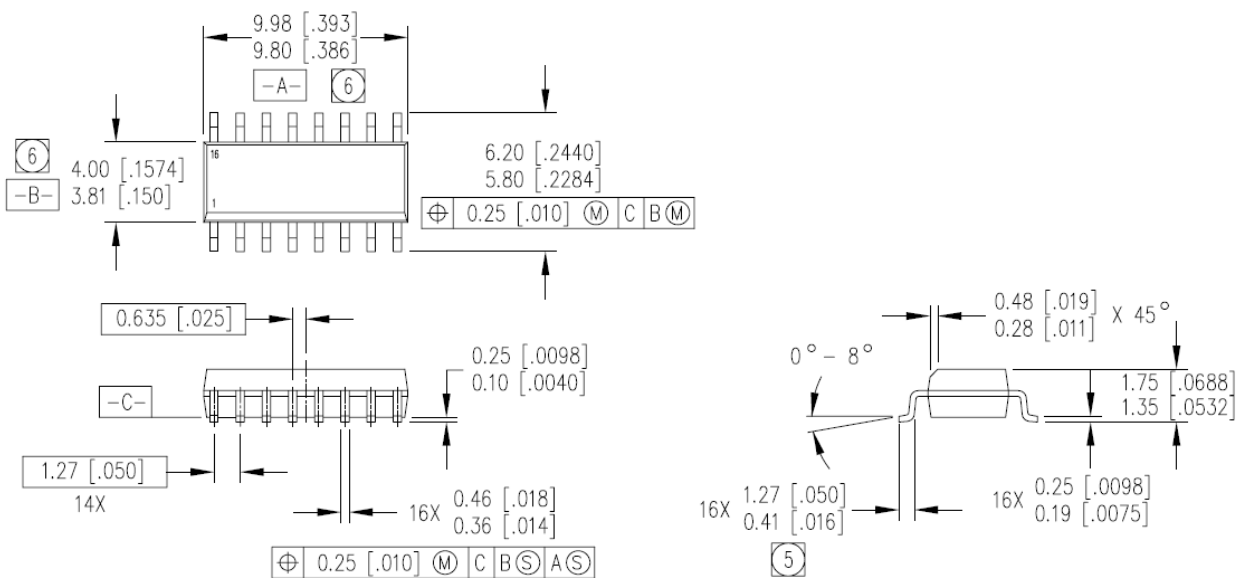 9.98 [.393]
9.80 [.386]
-A- 6
6
4.00 [.1574]
-B- 3.81 [.150]
16
1
6.20 [.2440]
5.80 [.2284]
⌖ 0.25 [.010] Ⓜ C B Ⓜ
0.635 [.025]
0.25 [.0098]
0.10 [.0040]
-C-
1.27 [.050]
14X
16X 0.46 [.018]
0.36 [.014]
⌖ 0.25 [.010] Ⓜ C B Ⓢ A Ⓢ
0.48 [.019]
0.28 [.011] X 45°
0° – 8°
1.75 [.0688]
1.35 [.0532]
16X 1.27 [.050]
0.41 [.016]
5
16X 0.25 [.0098]
0.19 [.0075]